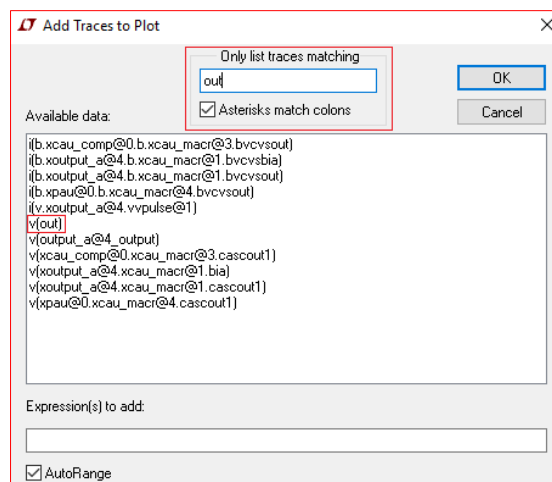 Add Traces to Plot
Only list traces matching
out
Asterisks match colons
OK
Cancel
Available data:
i(b.xcau_comp@0.b.xcau_macr@3.bvcvsout)
i(b.xoutput_a@4.b.xcau_macr@1.bvcvsbia)
i(b.xoutput_a@4.b.xcau_macr@1.bvcvsout)
i(b.xpau@0.b.xcau_macr@4.bvcvsout)
i(v.xoutput_a@4.vvpulse@1)
v(out)
v(output_a@4_output)
v(xcau_comp@0.xcau_macr@3.cascout1)
v(xoutput_a@4.xcau_macr@1.bia)
v(xoutput_a@4.xcau_macr@1.cascout1)
v(xpau@0.xcau_macr@4.cascout1)
Expression(s) to add:
AutoRange